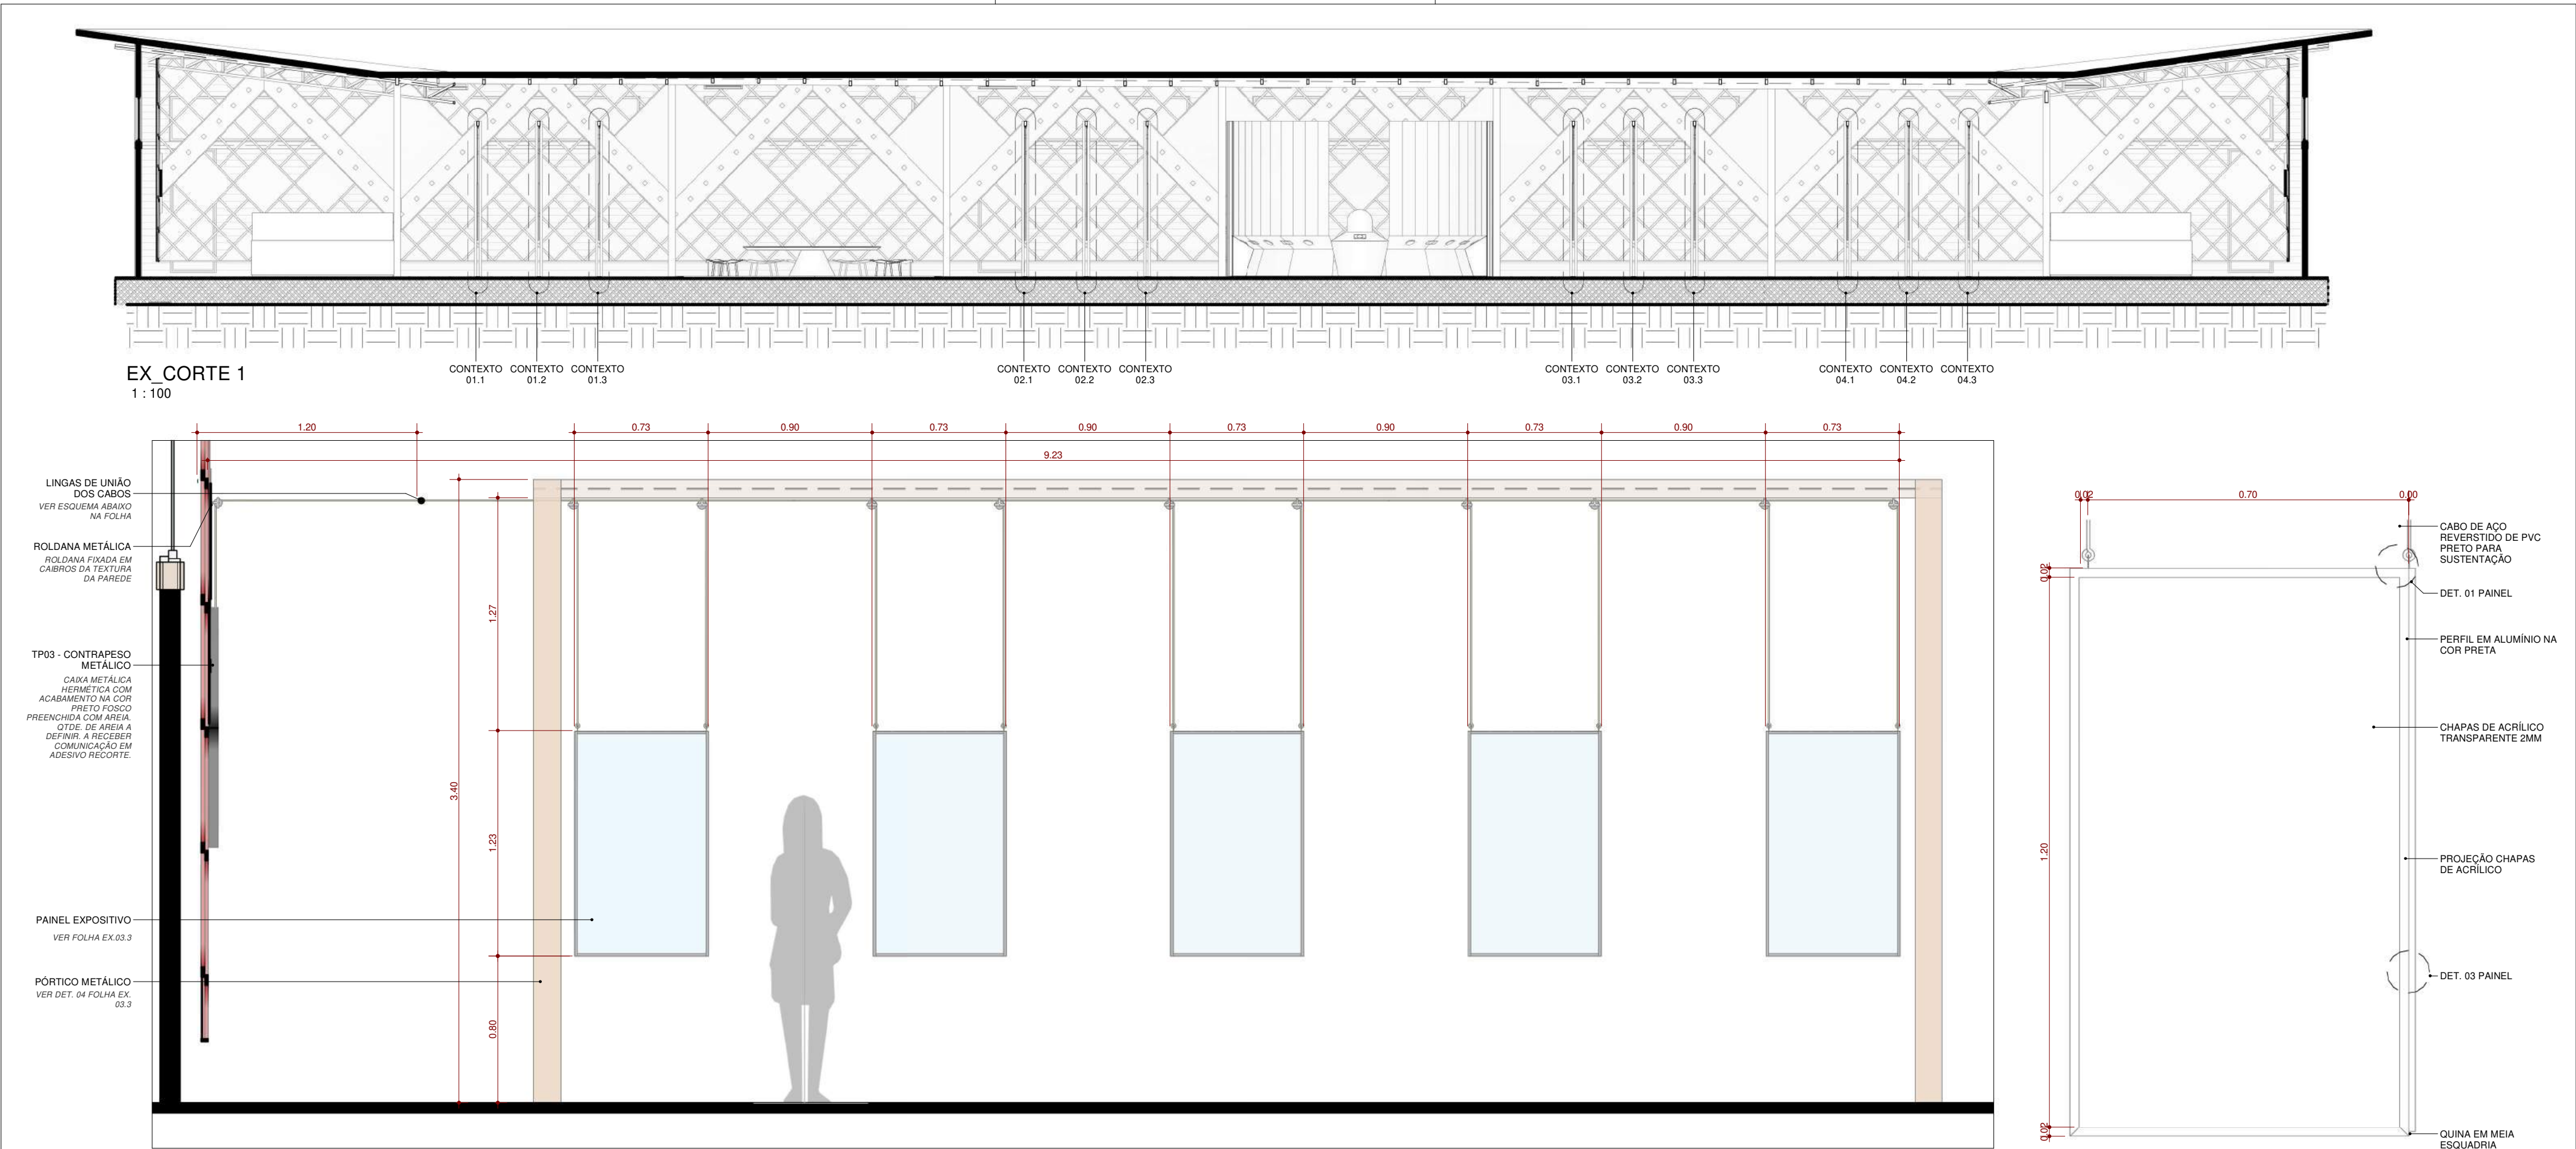 CONTEXTO CONTEXTO CONTEXTO
01.1 01.2 01.3
CONTEXTO CONTEXTO CONTEXTO
02.1 02.2 02.3
CONTEXTO CONTEXTO CONTEXTO
03.1 03.2 03.3
CONTEXTO CONTEXTO CONTEXTO
04.1 04.2 04.3
EX_CORTE 1
1 : 100
1.20
0.73 0.90 0.73 0.90 0.73 0.90 0.73 0.90 0.73
9.23
LINGAS DE UNIÃO
DOS CABOS
VER ESQUEMA ABAIXO
NA FOLHA
ROLDANA METÁLICA
ROLDANA FIXADA EM
CAIBROS DA TEXTURA
DA PAREDE
TP03 - CONTRAPESO
METÁLICO
CAIXA METÁLICA
HERMÉTICA COM
ACABAMENTO NA COR
PRETO FOSCO
PREENCHIDA COM AREIA.
QTDE. DE AREIA A
DEFINIR. A RECEBER
COMUNICAÇÃO EM
ADESIVO RECORTE.
PAINEL EXPOSITIVO
VER FOLHA EX.03.3
PÓRTICO METÁLICO
VER DET. 04 FOLHA EX.
03.3
3.40
1.27
1.23
0.80
0.02 0.70 0.00
0.02
1.20
0.02
CABO DE AÇO
REVERSTIDO DE PVC
PRETO PARA
SUSTENTAÇÃO
DET. 01 PAINEL
PERFIL EM ALUMÍNIO NA
COR PRETA
CHAPAS DE ACRÍLICO
TRANSPARENTE 2MM
PROJEÇÃO CHAPAS
DE ACRÍLICO
DET. 03 PAINEL
QUINA EM MEIA
ESQUADRIA